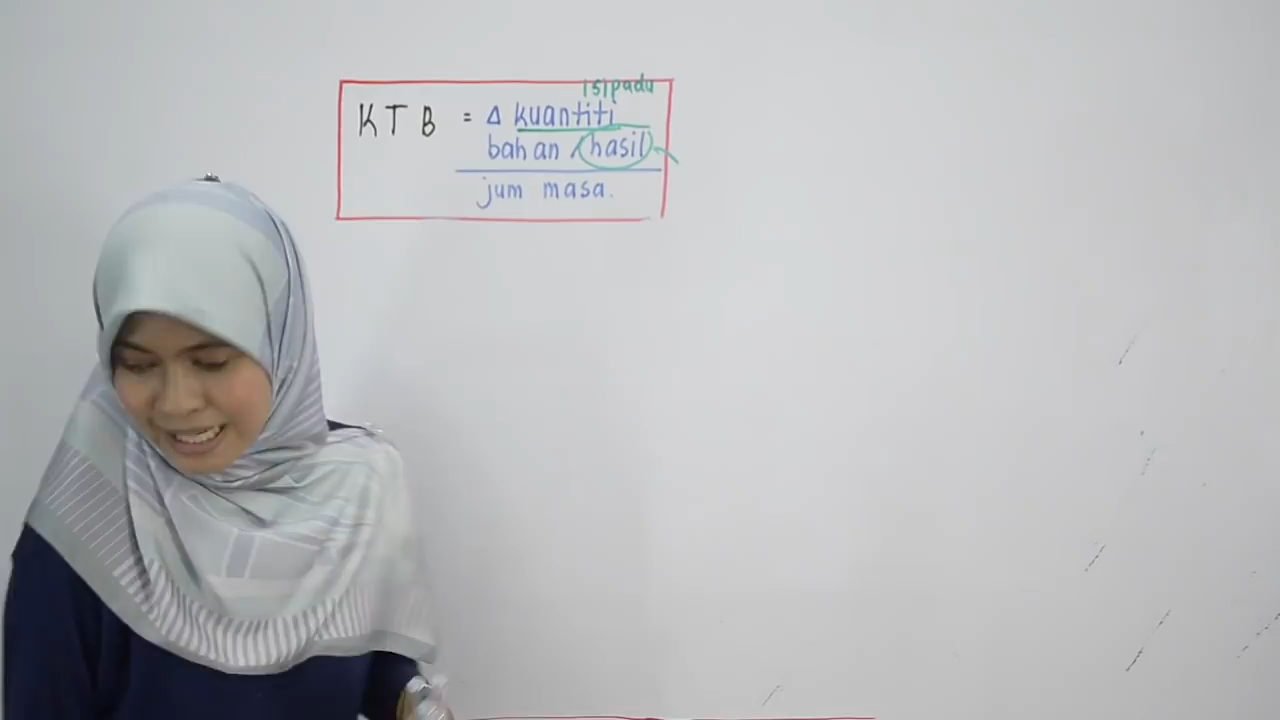 isipadu
KTB = Δ kuantiti
bahan / hasil
jum masa.